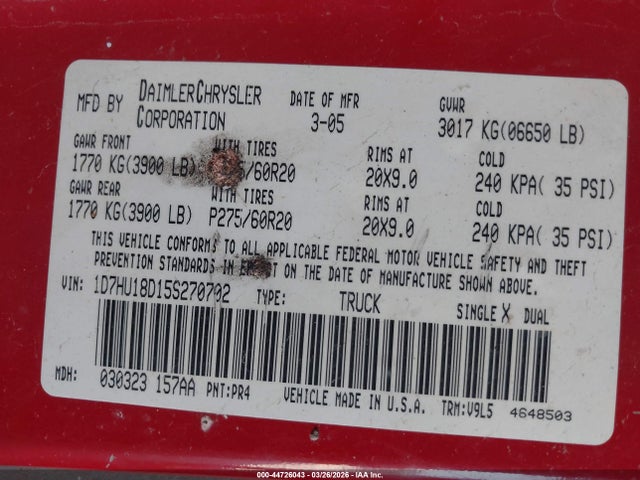 MFD BY DAIMLERCHRYSLER CORPORATION DATE OF MFR 3-05 GVWR 3017 KG(06650 LB)
GAWR FRONT WITH TIRES RIMS AT COLD
1770 KG(3900 LB) /60R20 20X9.0 240 KPA( 35 PSI)
GAWR REAR WITH TIRES RIMS AT COLD
1770 KG(3900 LB) P275/60R20 20X9.0 240 KPA( 35 PSI)
THIS VEHICLE CONFORMS TO ALL APPLICABLE FEDERAL MOTOR VEHICLE SAFETY AND THEFT
PREVENTION STANDARDS IN EFFECT ON THE DATE OF MANUFACTURE SHOWN ABOVE.
VIN: 1D7HU18D15S270702 TYPE: TRUCK SINGLE X DUAL
MDH: 030323 157AA PNT:PR4 VEHICLE MADE IN U.S.A. TRM:V9L5 4648503
000-44726043 - 03/26/2026 - IAA Inc.